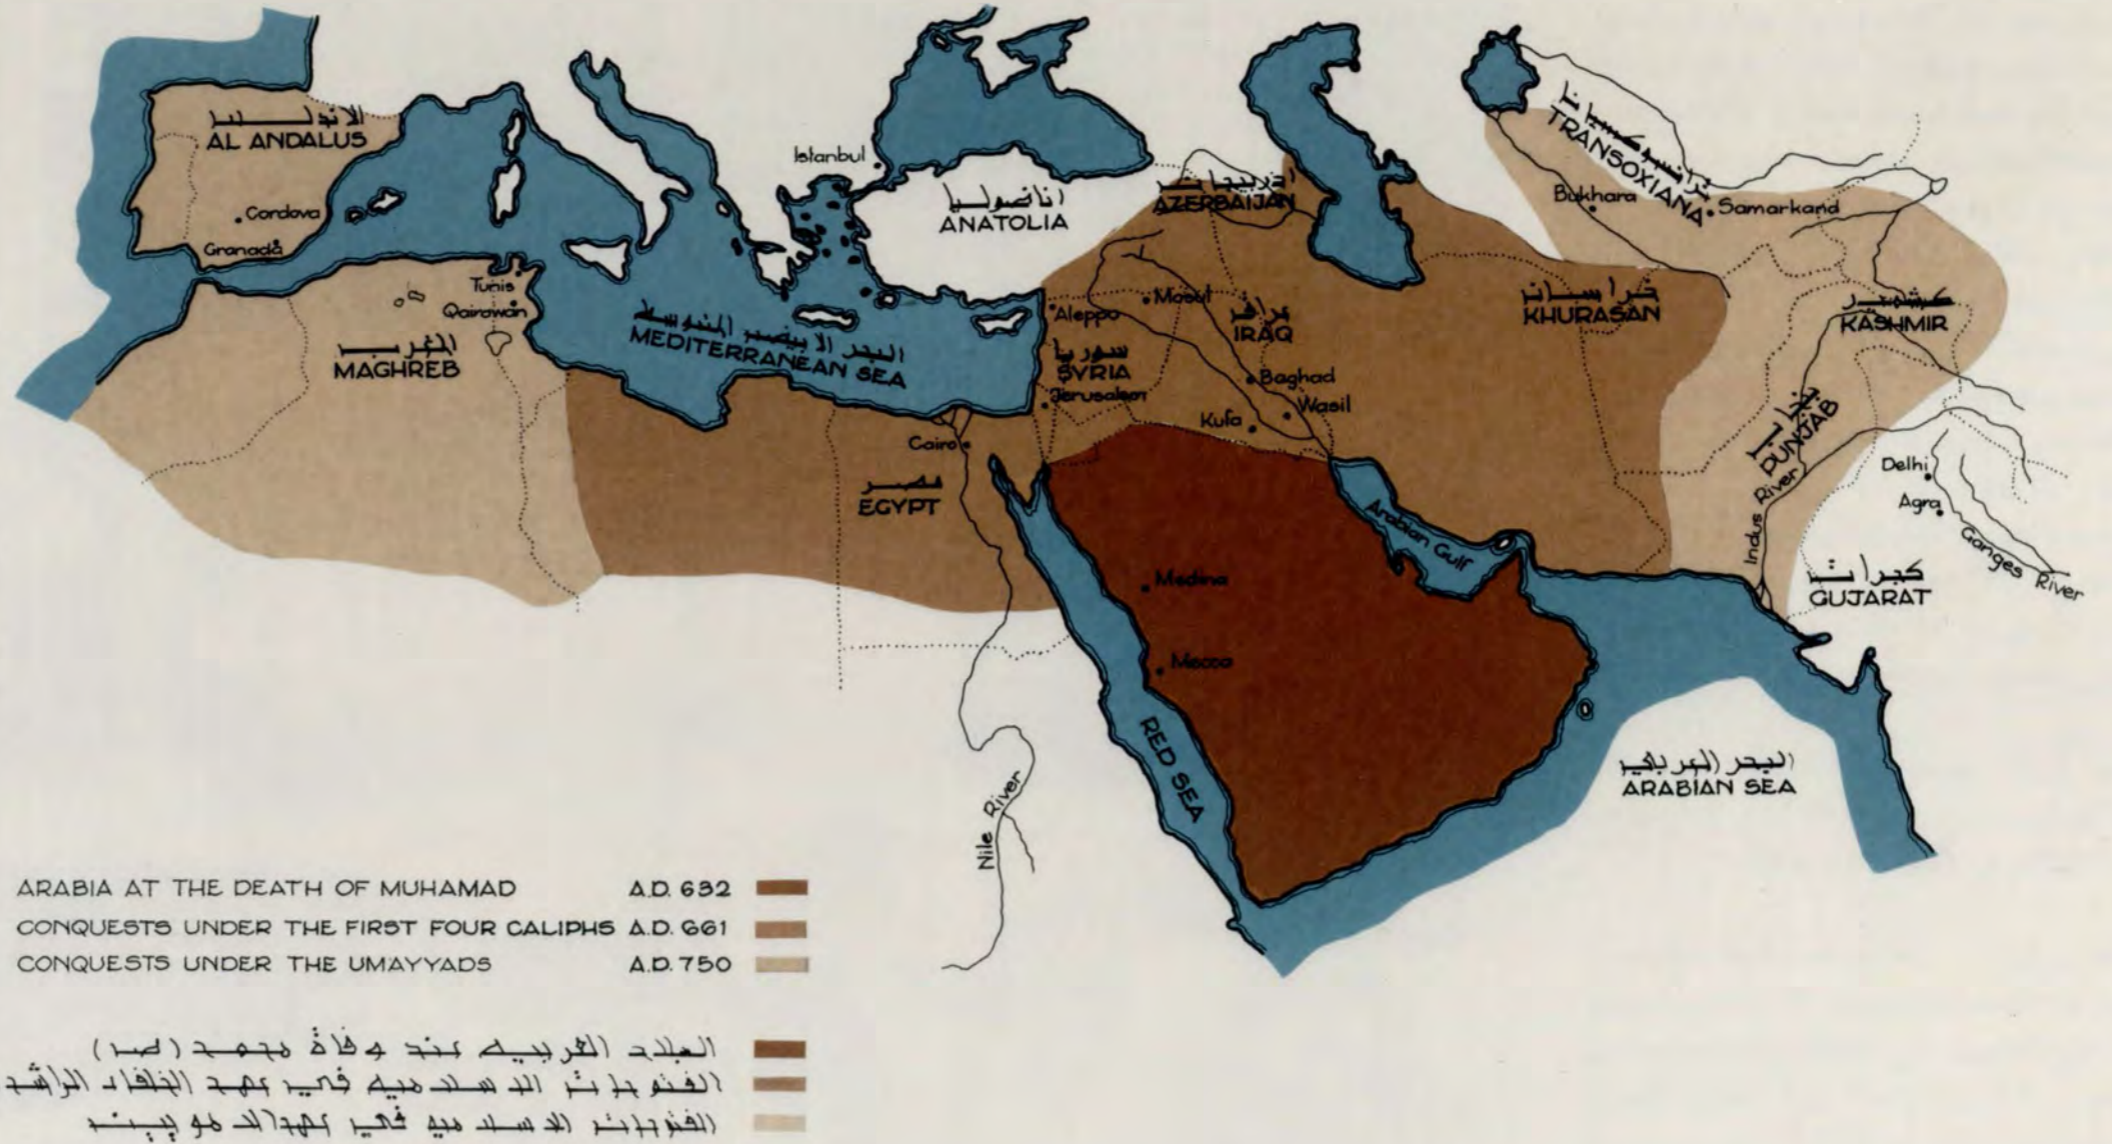 الاندلس
AL ANDALUS
Cordova
Granada
Istanbul
اناضوليا
ANATOLIA
اذربيجان
AZERBAIJAN
ترانسوكسيانا
TRANSOXIANA
Bukhara
Samarkand
Tunis
Qairawan
المغرب
MAGHREB
البحر الابيض المتوسط
MEDITERRANEAN SEA
Aleppo
Mosul
عراق
IRAQ
سوريا
SYRIA
Jerusalem
Baghad
Wasil
Kufa
خراسان
KHURASAN
كشمير
KASHMIR
PUNJAB
Indus River
Delhi
Agra
Ganges River
كجرات
GUJARAT
Cairo
مصر
EGYPT
Arabian Gulf
Medina
Mecca
RED SEA
Nile River
البحر العربي
ARABIAN SEA
ARABIA AT THE DEATH OF MUHAMAD A.D. 632
CONQUESTS UNDER THE FIRST FOUR CALIPHS A.D. 661
CONQUESTS UNDER THE UMAYYADS A.D. 750
البلاد العربيه عند وفاة محمد (ص)
الفتوحات الاسلاميه في عهد الخلفاء الراشد
الفتوحات الاسلاميه في عهد الامويين